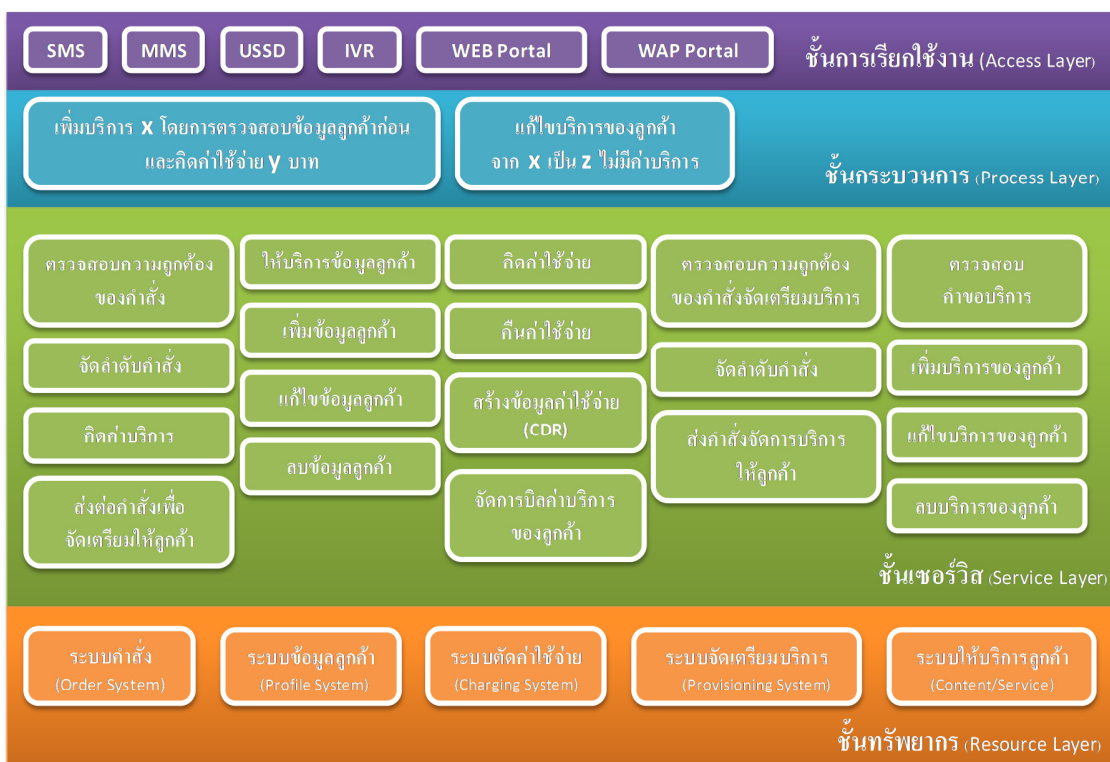 SMS
MMS
USSD
IVR
WEB Portal
WAP Portal
ชั้นการเรียกใช้งาน (Access Layer)
เพิ่มบริการ x โดยการตรวจสอบข้อมูลลูกค้าก่อน
และคิดค่าใช้จ่าย y บาท
แก้ไขบริการของลูกค้า
จาก x เป็น z ไม่มีค่าบริการ
ชั้นกระบวนการ (Process Layer)
ตรวจสอบความถูกต้อง
ของคำสั่ง
จัดลำดับคำสั่ง
คิดค่าบริการ
ส่งต่อคำสั่งเพื่อ
จัดเตรียมให้ลูกค้า
ให้บริการข้อมูลลูกค้า
เพิ่มข้อมูลลูกค้า
แก้ไขข้อมูลลูกค้า
ลบข้อมูลลูกค้า
คิดค่าใช้จ่าย
คืนค่าใช้จ่าย
สร้างข้อมูลค่าใช้จ่าย
(CDR)
จัดการบิลค่าบริการ
ของลูกค้า
ตรวจสอบความถูกต้อง
ของคำสั่งจัดเตรียมบริการ
จัดลำดับคำสั่ง
ส่งคำสั่งจัดการบริการ
ให้ลูกค้า
ตรวจสอบ
คำขอบริการ
เพิ่มบริการของลูกค้า
แก้ไขบริการของลูกค้า
ลบบริการของลูกค้า
ชั้นเซอร์วิส (Service Layer)
ระบบคำสั่ง
(Order System)
ระบบข้อมูลลูกค้า
(Profile System)
ระบบตัดค่าใช้จ่าย
(Charging System)
ระบบจัดเตรียมบริการ
(Provisioning System)
ระบบให้บริการลูกค้า
(Content/Service)
ชั้นทรัพยากร (Resource Layer)